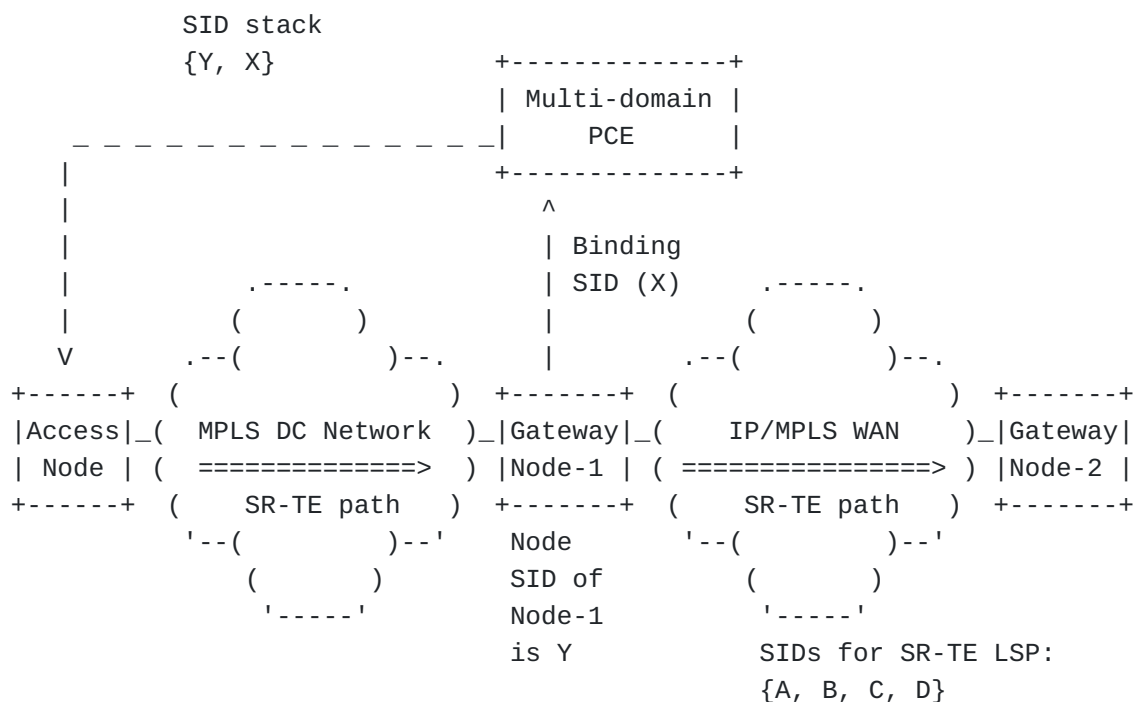 SID stack
{Y, X}
Multi-domain
PCE
Binding
SID (X)
Access Node
MPLS DC Network
SR-TE path
Gateway Node-1
IP/MPLS WAN
SR-TE path
Gateway Node-2
Node
SID of
Node-1
is Y
SIDs for SR-TE LSP:
{A, B, C, D}